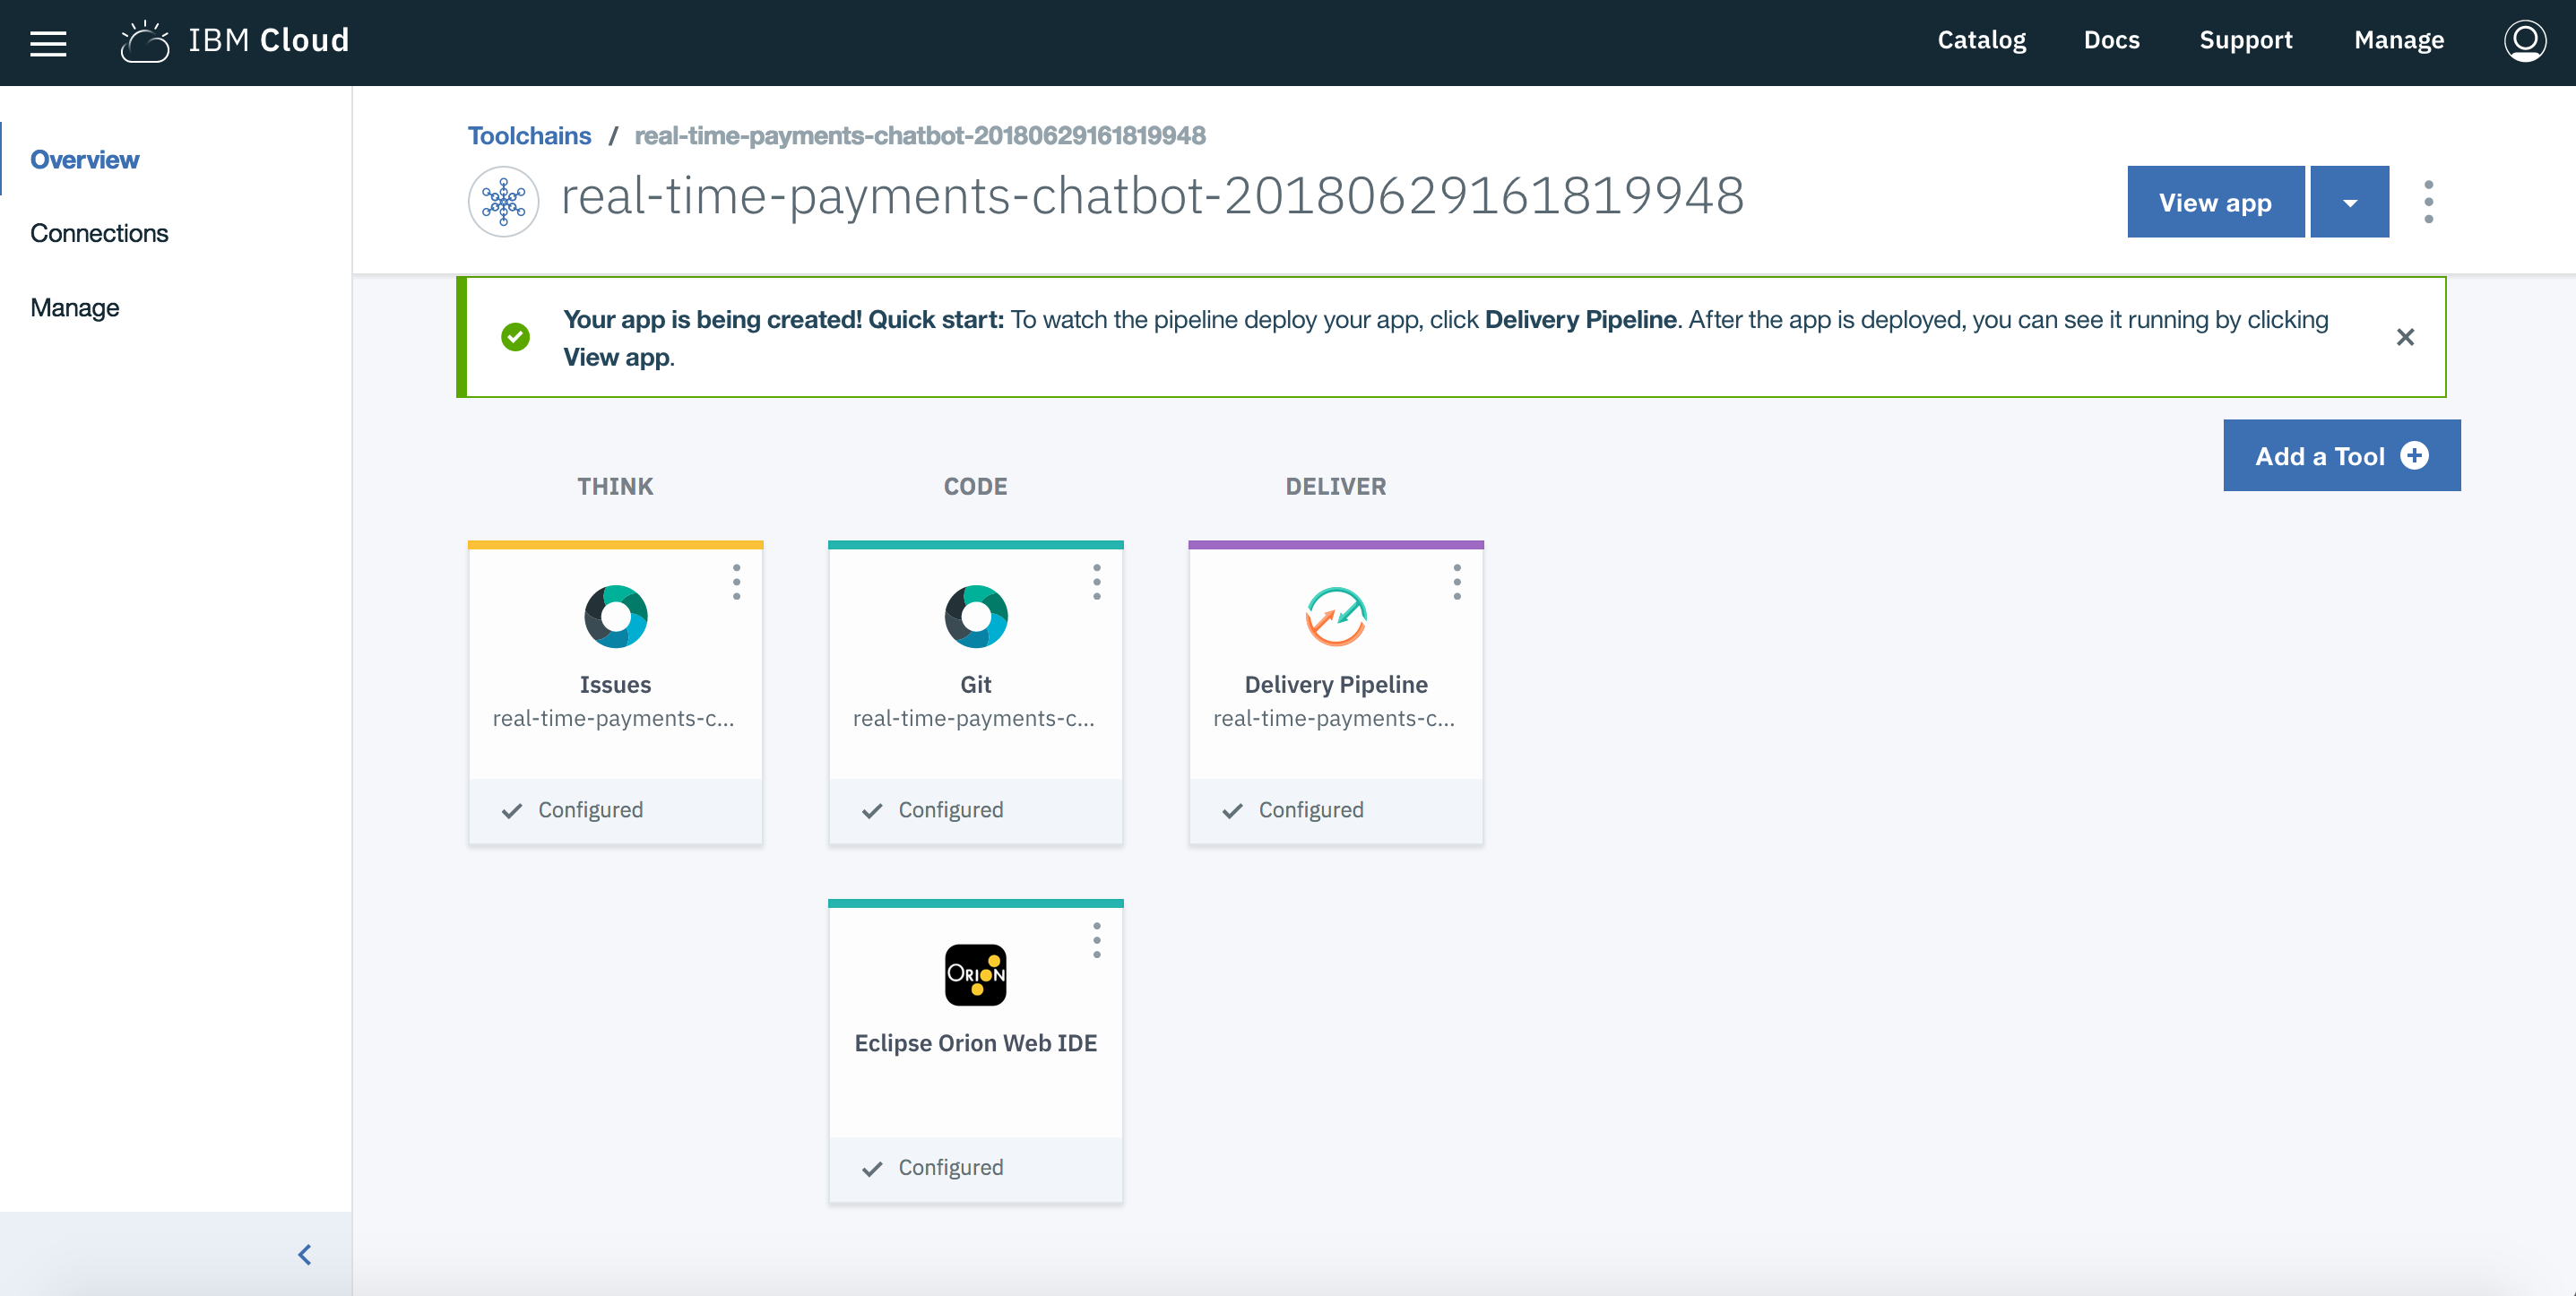 IBM Cloud
Catalog
Docs
Support
Manage
Overview
Connections
Manage
Toolchains / real-time-payments-chatbot-20180629161819948
real-time-payments-chatbot-20180629161819948
View app
Your app is being created! Quick start: To watch the pipeline deploy your app, click Delivery Pipeline. After the app is deployed, you can see it running by clicking
View app.
Add a Tool
THINK
CODE
DELIVER
Issues
real-time-payments-c...
Configured
Git
real-time-payments-c...
Configured
Delivery Pipeline
real-time-payments-c...
Configured
ORION
Eclipse Orion Web IDE
Configured